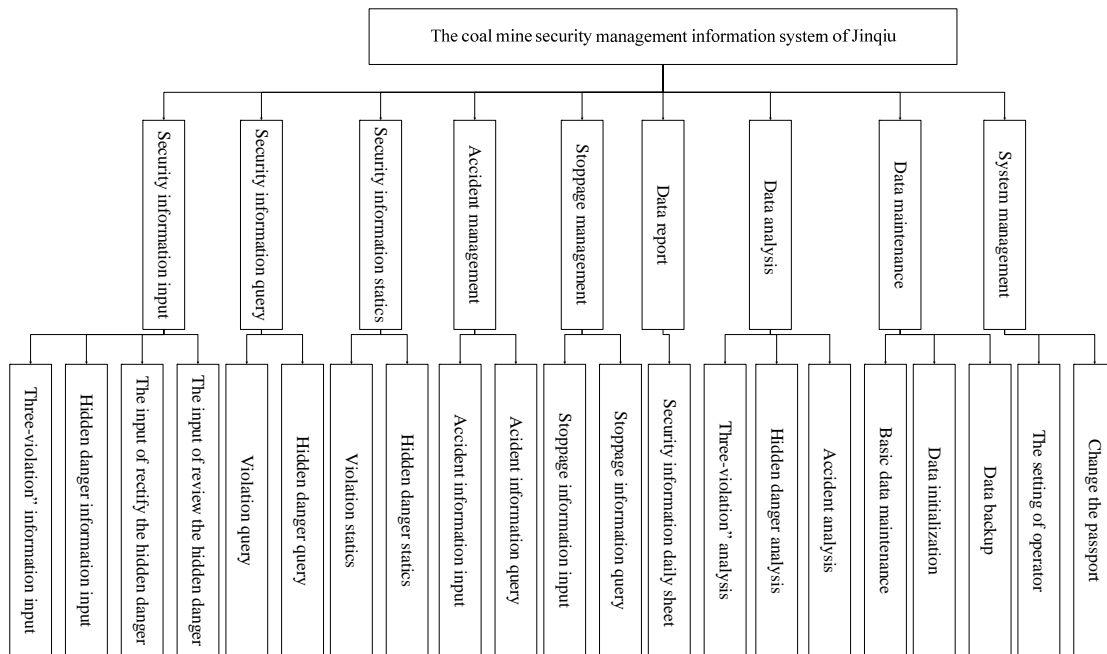 The coal mine security management information system of Jinqiu
Security information input
Security information query
Security information statics
Accident management
Stoppage management
Data report
Data analysis
Data maintenance
System management
Three-violation” information input
Hidden danger information input
The input of rectify the hidden danger
The input of review the hidden danger
Violation query
Hidden danger query
Violation statics
Hidden danger statics
Accident information input
Acident information query
Stoppage information input
Stoppage information query
Security information daily sheet
Three-violation” analysis
Hidden danger analysis
Accident analysis
Basic data maintenance
Data initialization
Data backup
The setting of operator
Change the passport